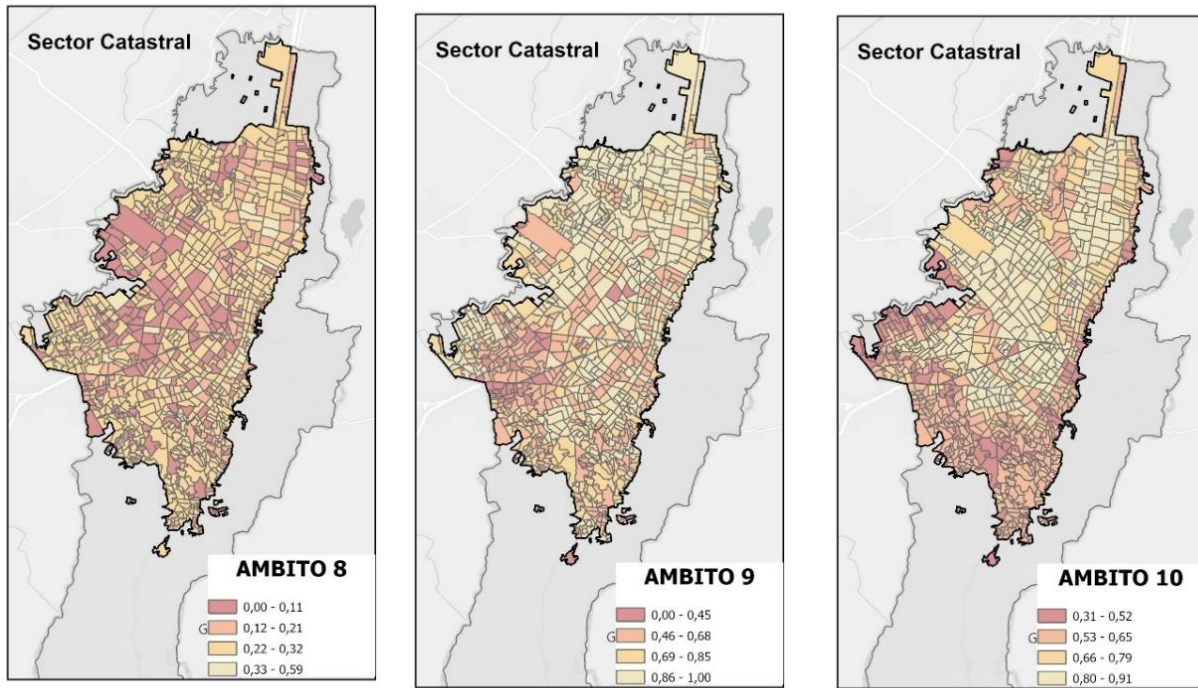 Sector Catastral
AMBITO 8
0,00 - 0,11
G 0,12 - 0,21
0,22 - 0,32
0,33 - 0,59
Sector Catastral
AMBITO 9
0,00 - 0,45
G 0,46 - 0,68
0,69 - 0,85
0,86 - 1,00
Sector Catastral
AMBITO 10
0,31 - 0,52
G 0,53 - 0,65
0,66 - 0,79
0,80 - 0,91